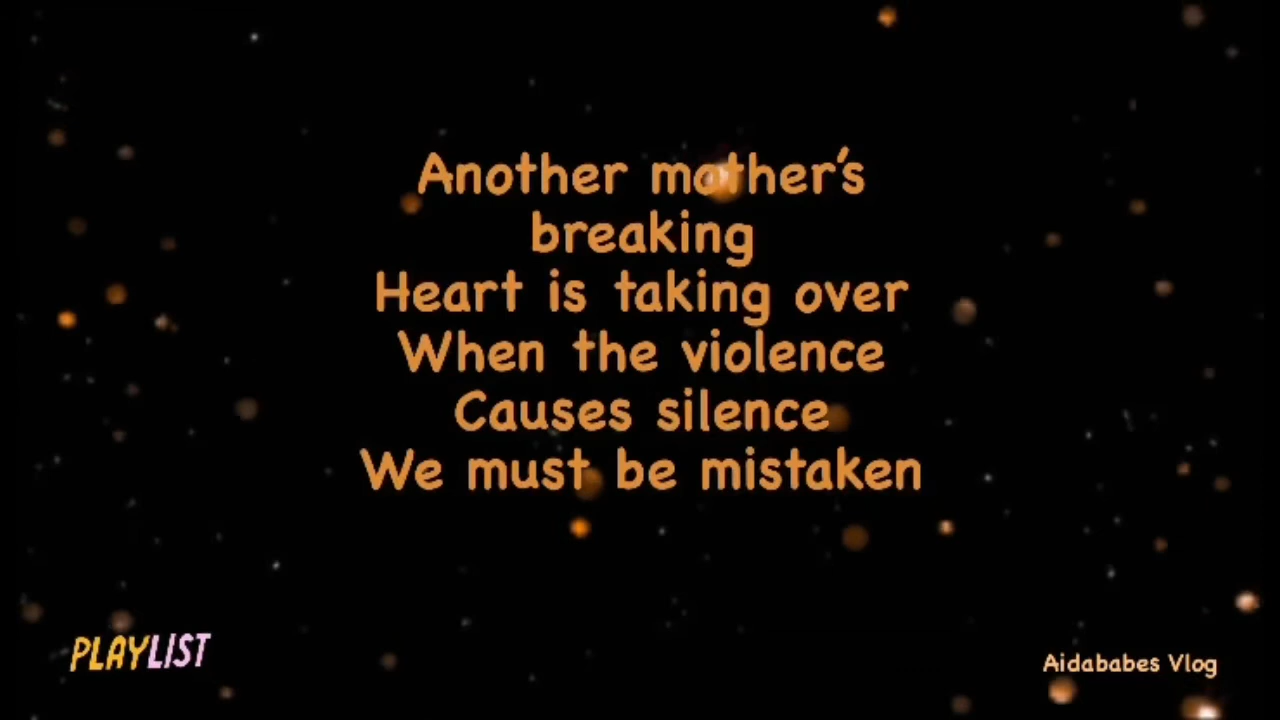 Another mother's
breaking
Heart is taking over
When the violence
Causes silence
We must be mistaken
PLAYLIST
Aidababes Vlog